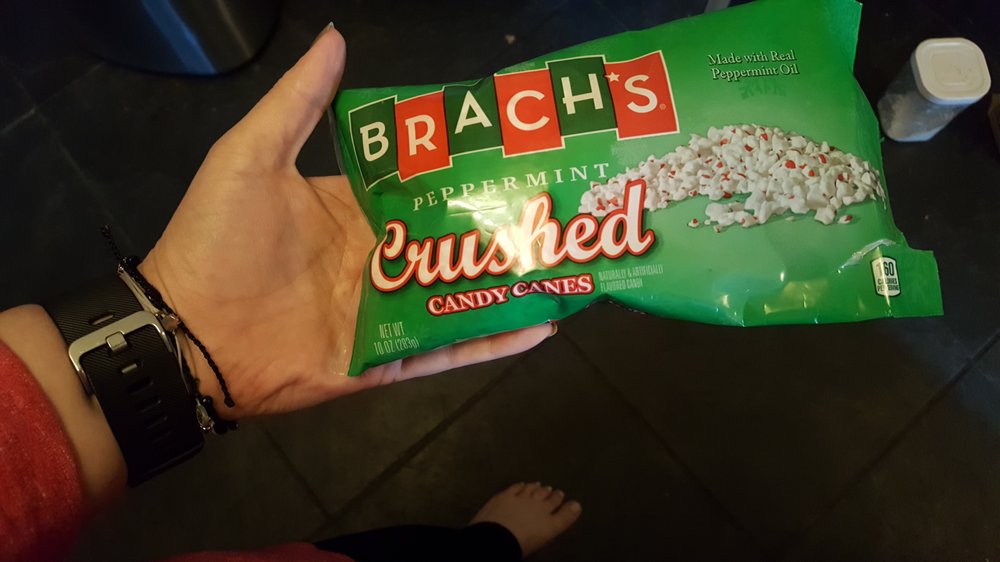 BRACH'S
Made with Real
Peppermint Oil
PEPPERMINT
Crushed
CANDY CANES
NATURALLY & ARTIFICIALLY
FLAVORED CANDY
NET WT
10 OZ (283g)
160
CALORIES